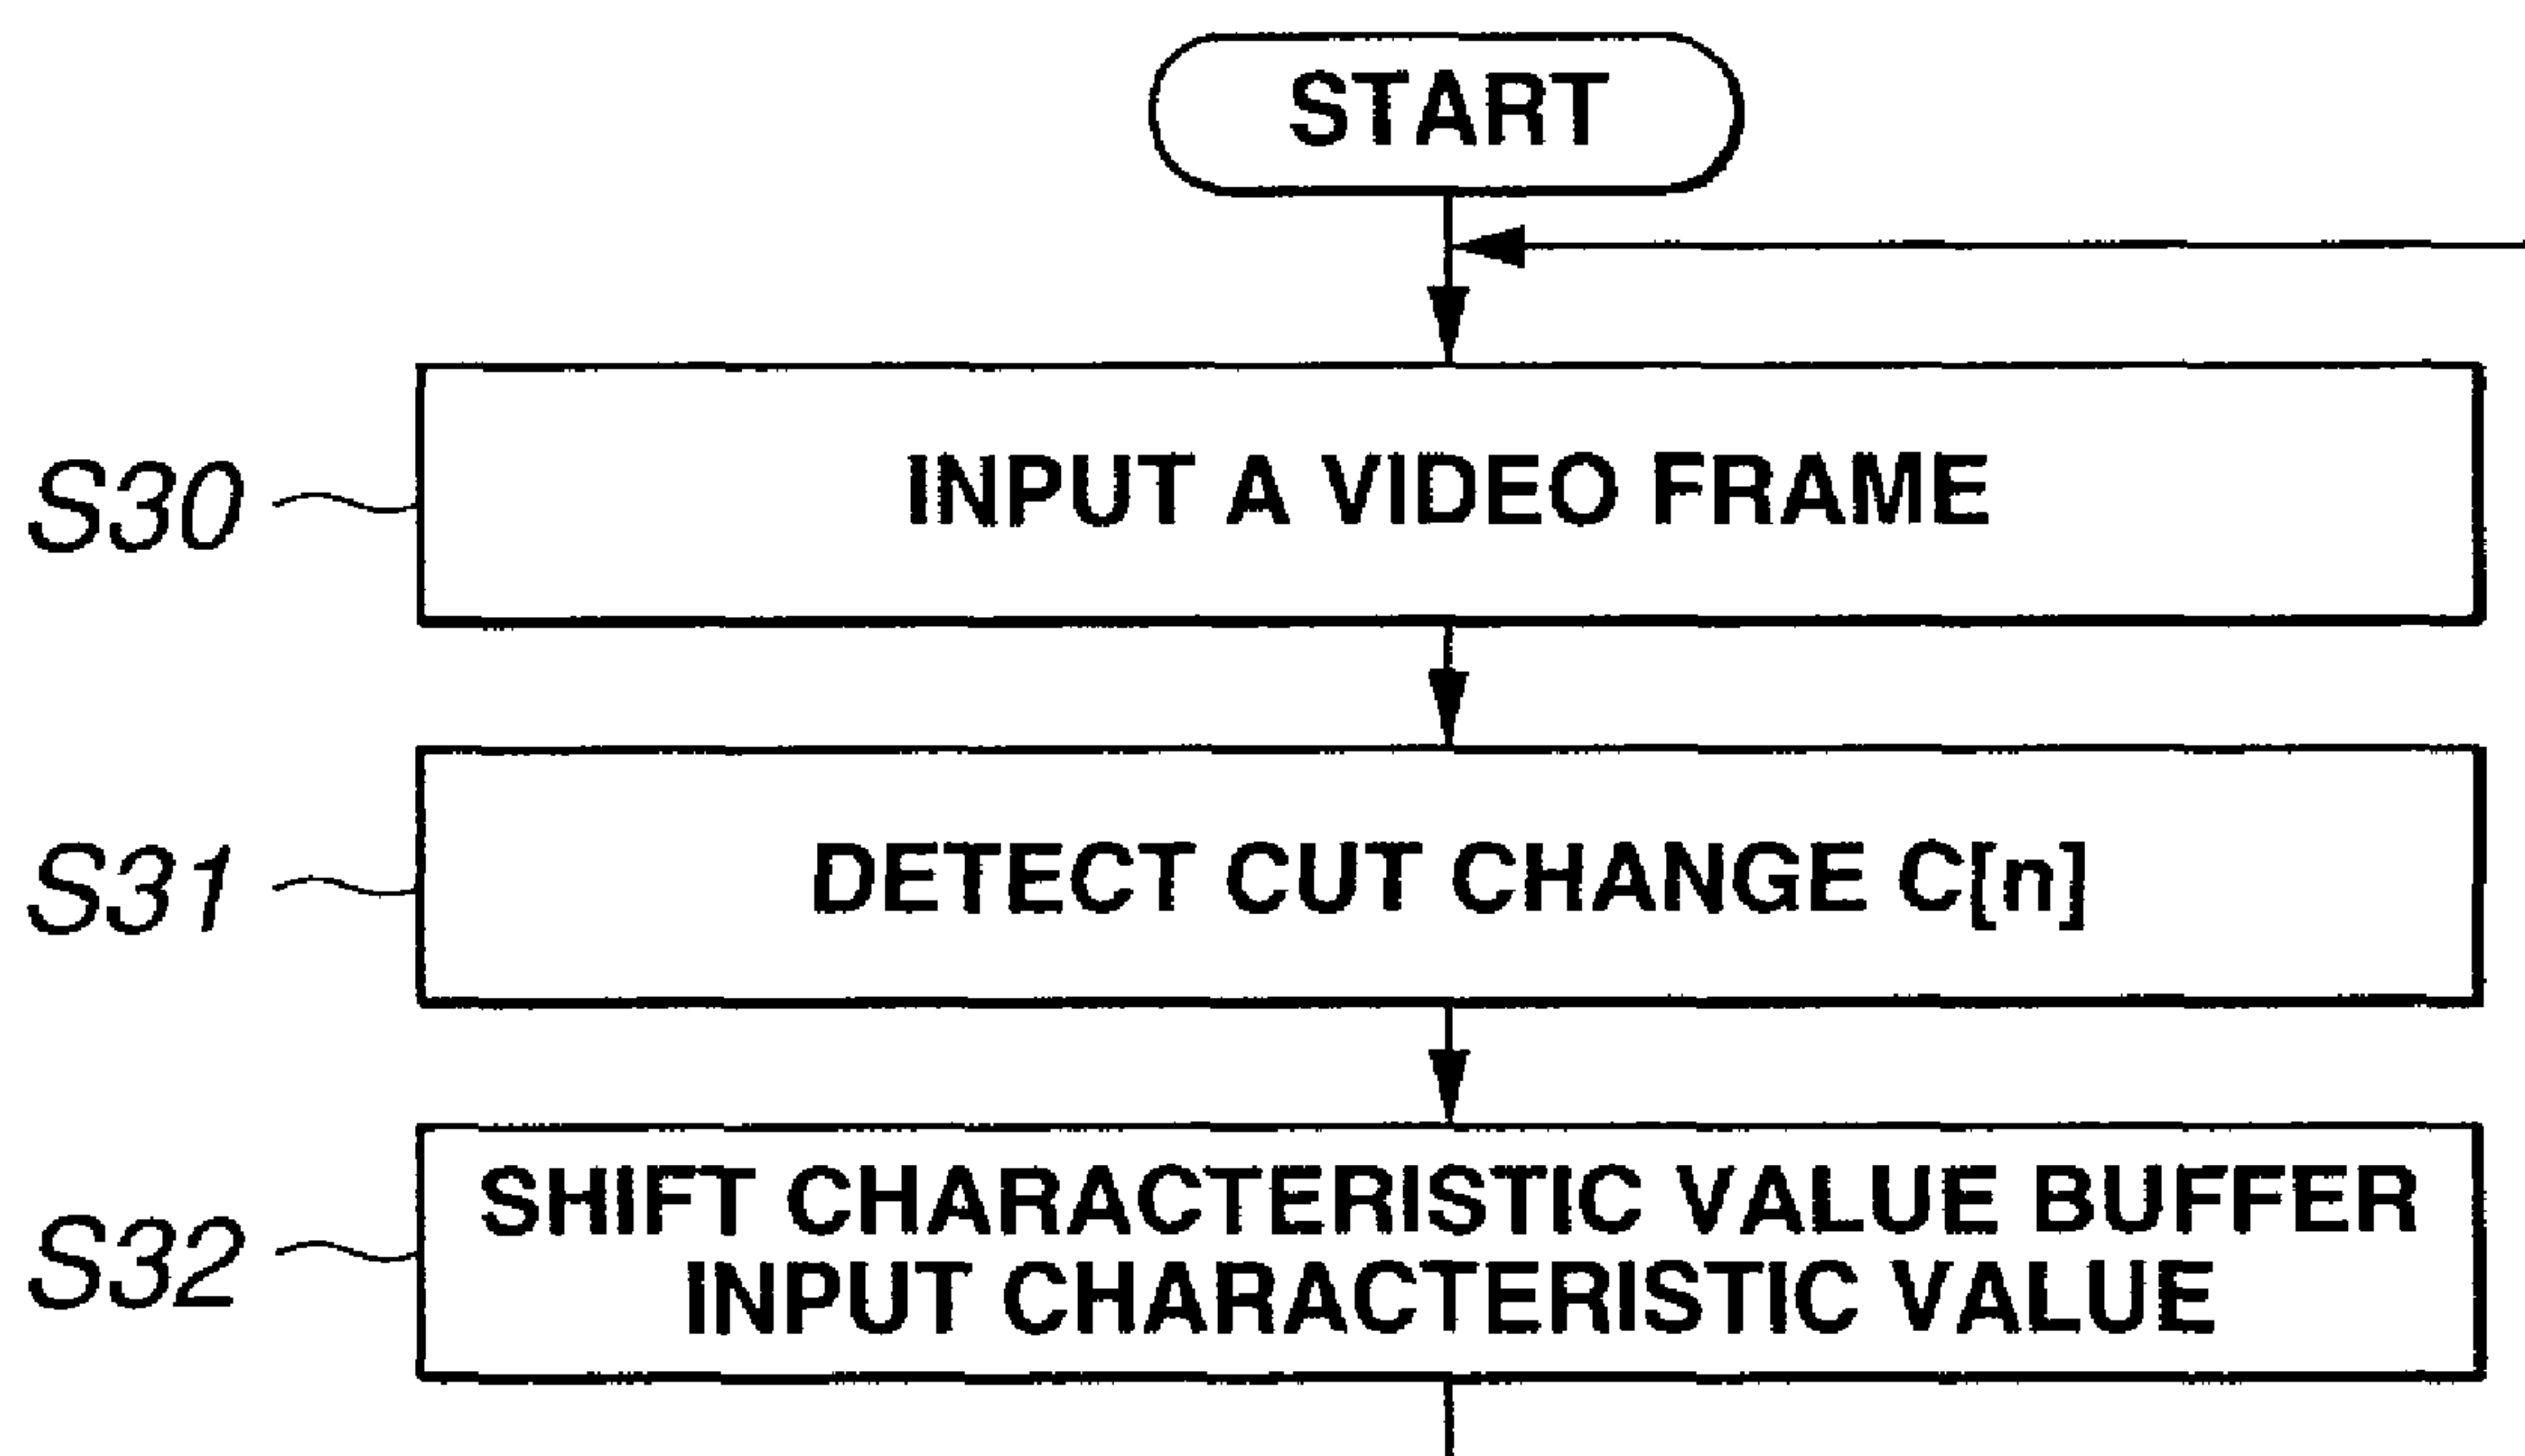 START
S30
INPUT A VIDEO FRAME
S31
DETECT CUT CHANGE C[n]
S32
SHIFT CHARACTERISTIC VALUE BUFFER
INPUT CHARACTERISTIC VALUE